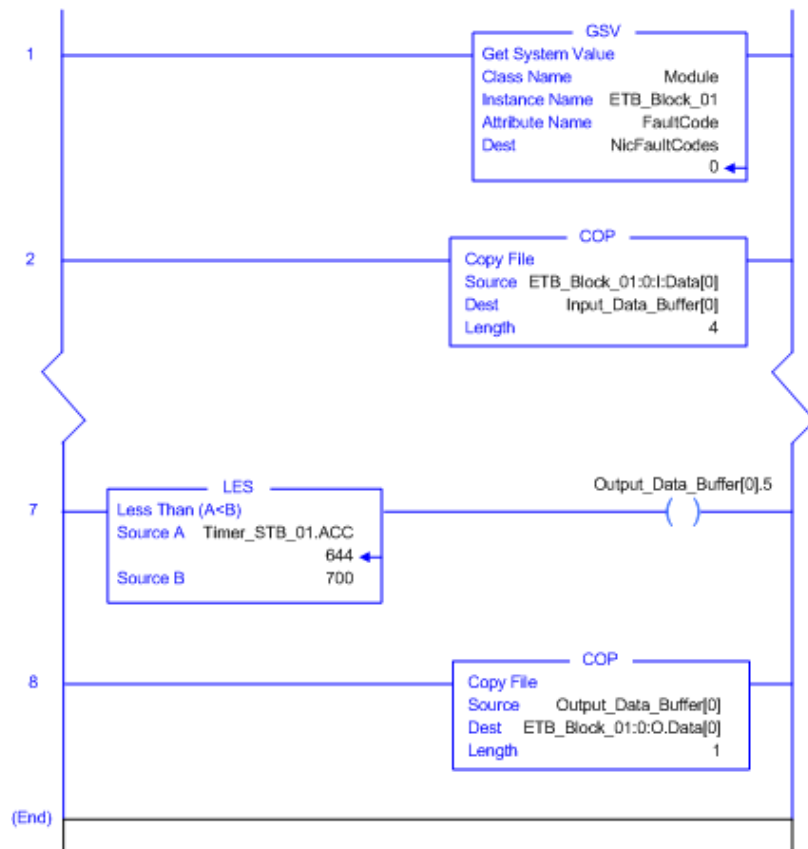 1
GSV
Get System Value
Class Name Module
Instance Name ETB_Block_01
Attribute Name FaultCode
Dest NicFaultCodes
0
2
COP
Copy File
Source ETB_Block_01:0:I:Data[0]
Dest Input_Data_Buffer[0]
Length 4
7
LES
Less Than (A<B)
Source A Timer_STB_01.ACC
644
Source B 700
Output_Data_Buffer[0].5
8
COP
Copy File
Source Output_Data_Buffer[0]
Dest ETB_Block_01:0:O.Data[0]
Length 1
(End)